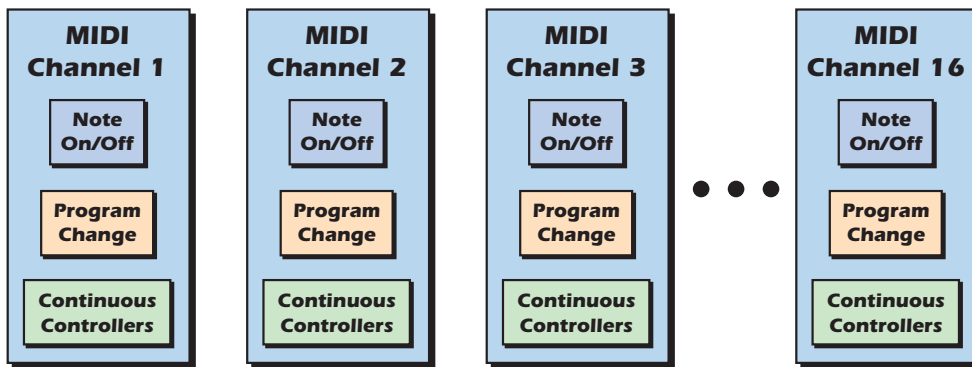 MIDI
Channel 1
Note
On/Off
Program
Change
Continuous
Controllers
MIDI
Channel 2
Note
On/Off
Program
Change
Continuous
Controllers
MIDI
Channel 3
Note
On/Off
Program
Change
Continuous
Controllers
MIDI
Channel 16
Note
On/Off
Program
Change
Continuous
Controllers